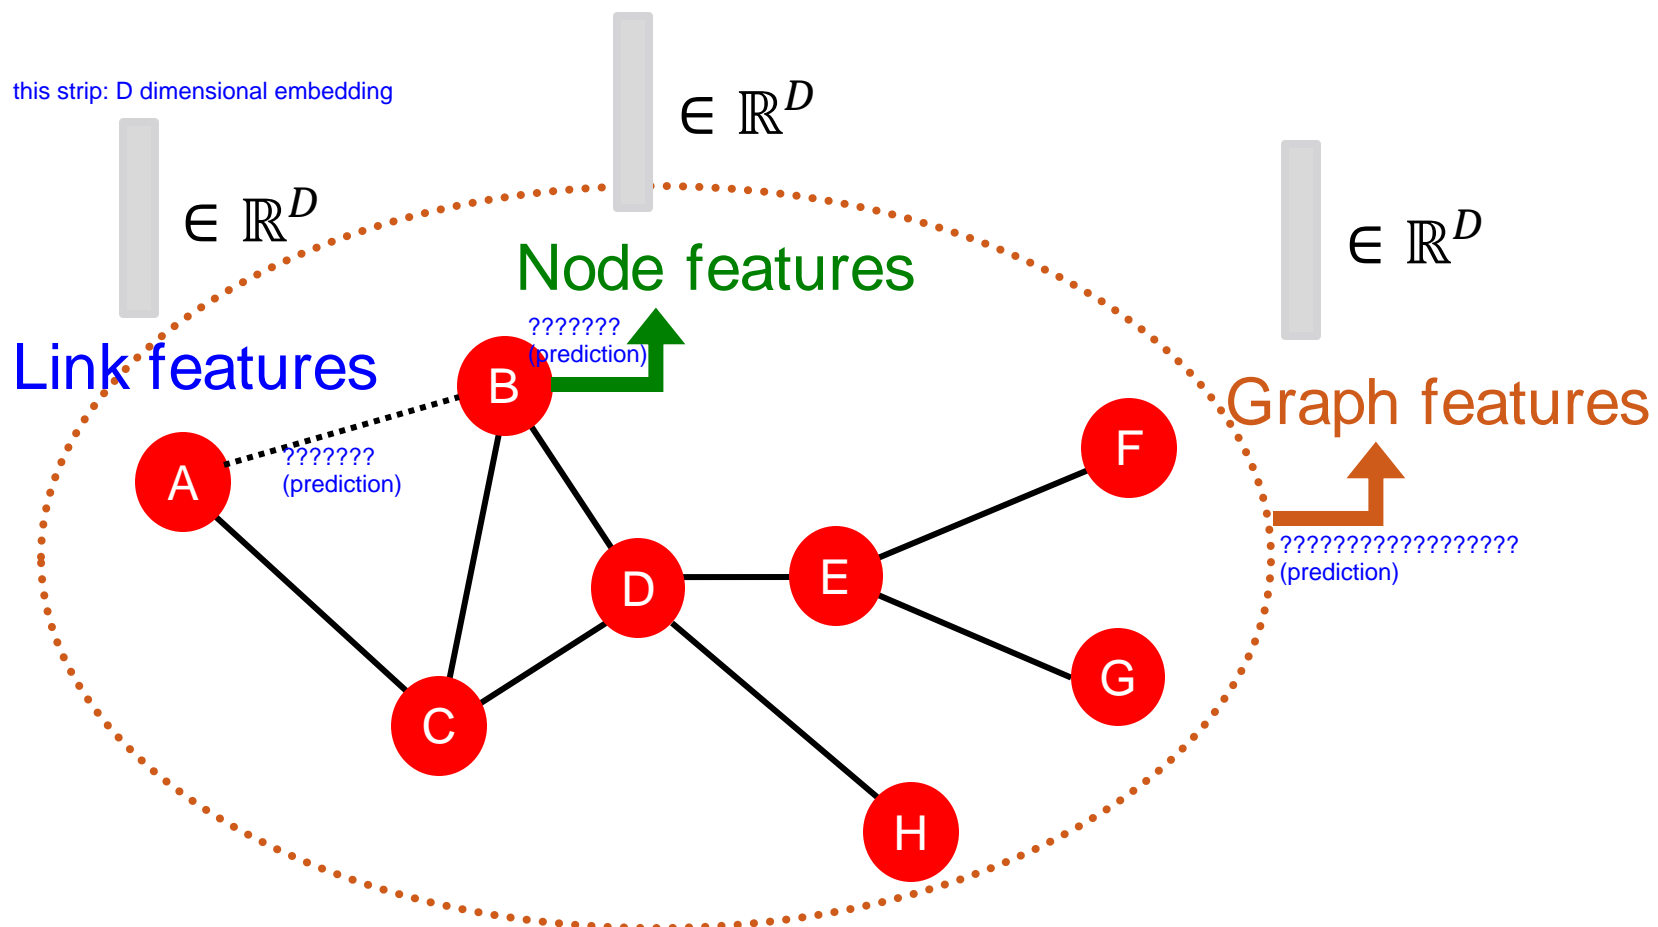 this strip: D dimensional embedding
∈ ℝ^D
∈ ℝ^D
∈ ℝ^D
Node features
???????
(prediction)
Link features
B
Graph features
A
???????
(prediction)
F
??????????????????
(prediction)
D
E
G
C
H